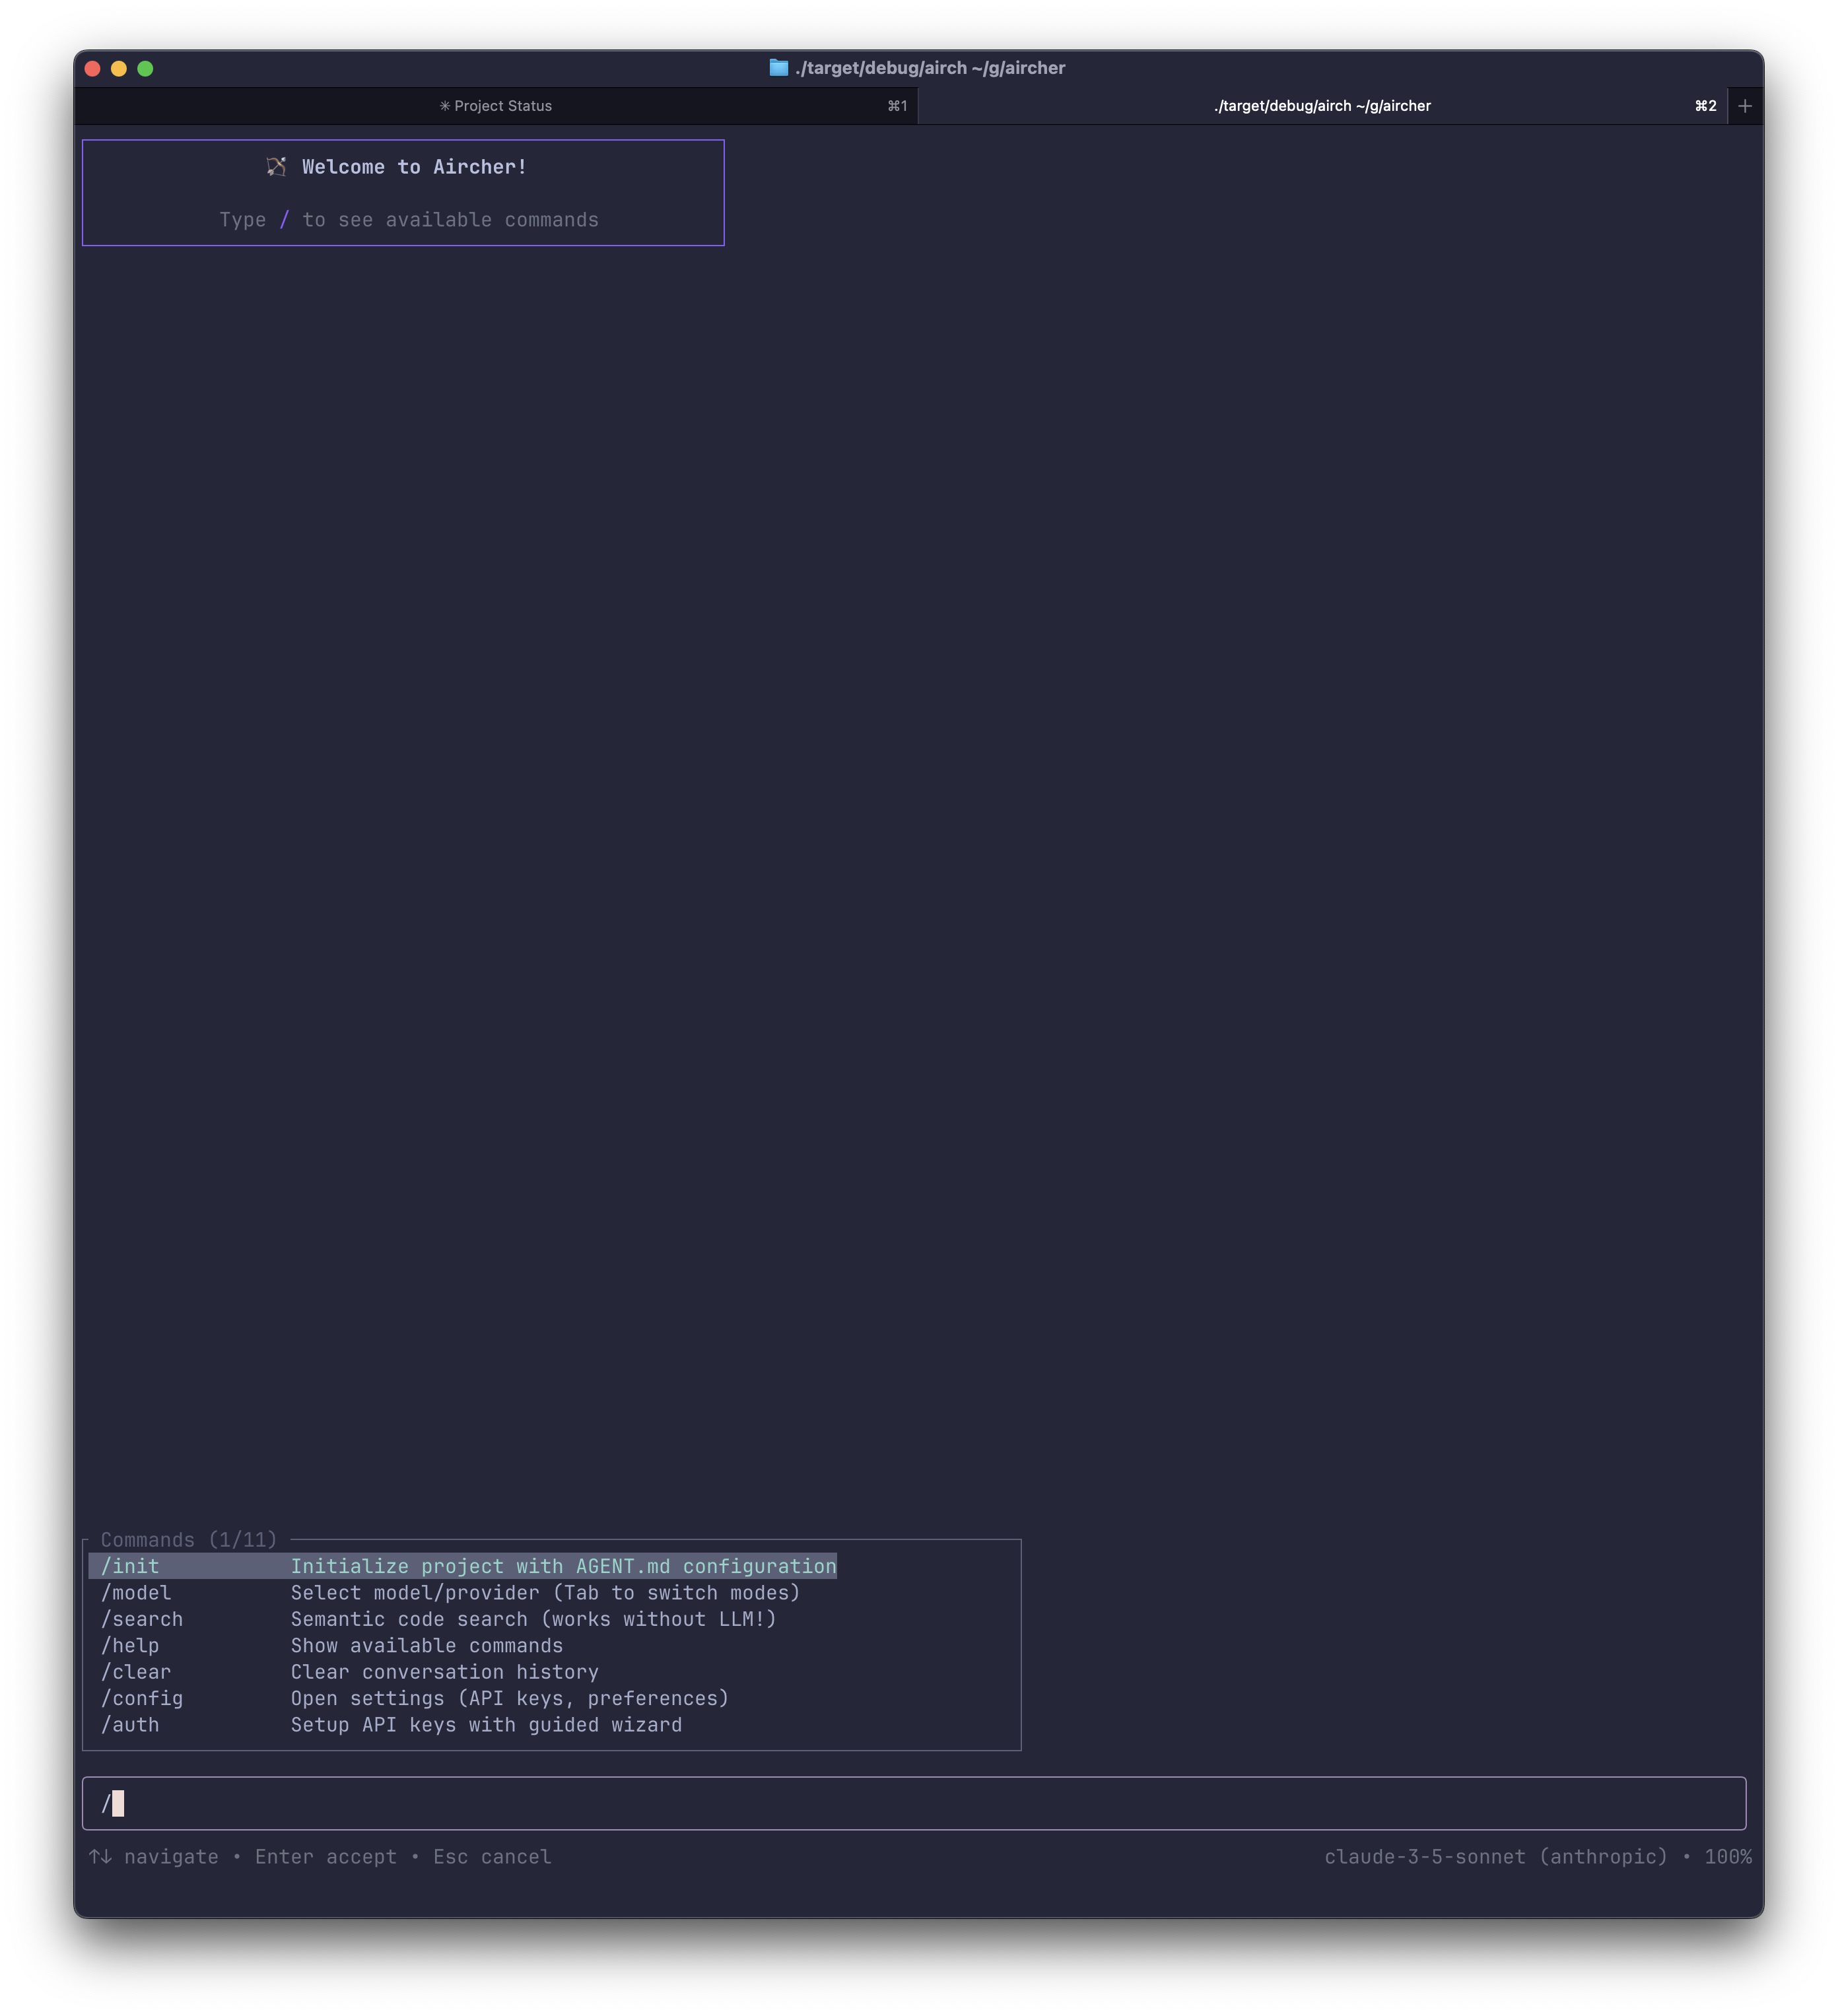 ./target/debug/airch ~/g/aircher
✳ Project Status ⌘1 ./target/debug/airch ~/g/aircher ⌘2 +
🏹 Welcome to Aircher!
Type / to see available commands
Commands (1/11)
/init Initialize project with AGENT.md configuration
/model Select model/provider (Tab to switch modes)
/search Semantic code search (works without LLM!)
/help Show available commands
/clear Clear conversation history
/config Open settings (API keys, preferences)
/auth Setup API keys with guided wizard
/
↑↓ navigate • Enter accept • Esc cancel claude-3-5-sonnet (anthropic) • 100%